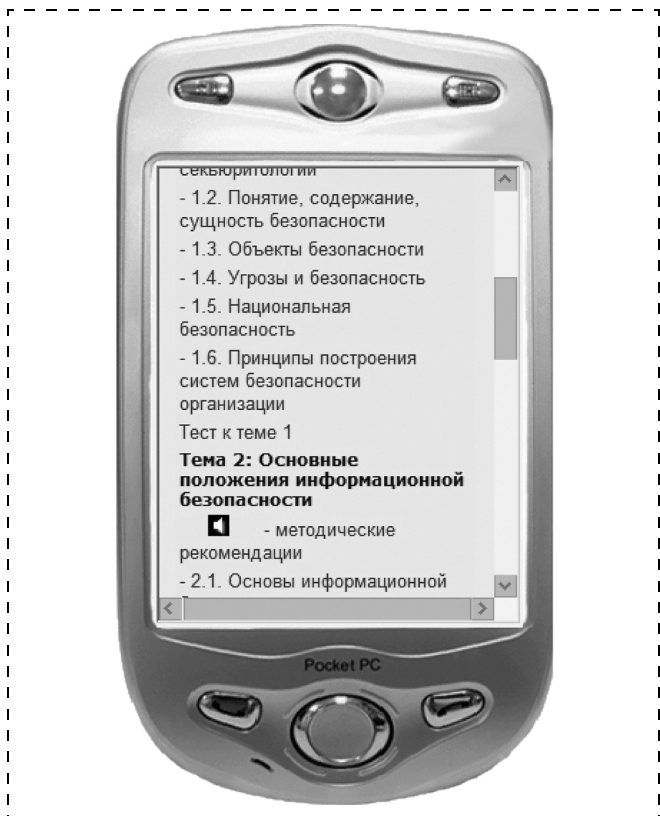 секьюритологии
- 1.2. Понятие, содержание,
сущность безопасности
- 1.3. Объекты безопасности
- 1.4. Угрозы и безопасность
- 1.5. Национальная
безопасность
- 1.6. Принципы построения
систем безопасности
организации
Тест к теме 1
Тема 2: Основные
положения информационной
безопасности
- методические
рекомендации
- 2.1. Основы информационной
Pocket PC